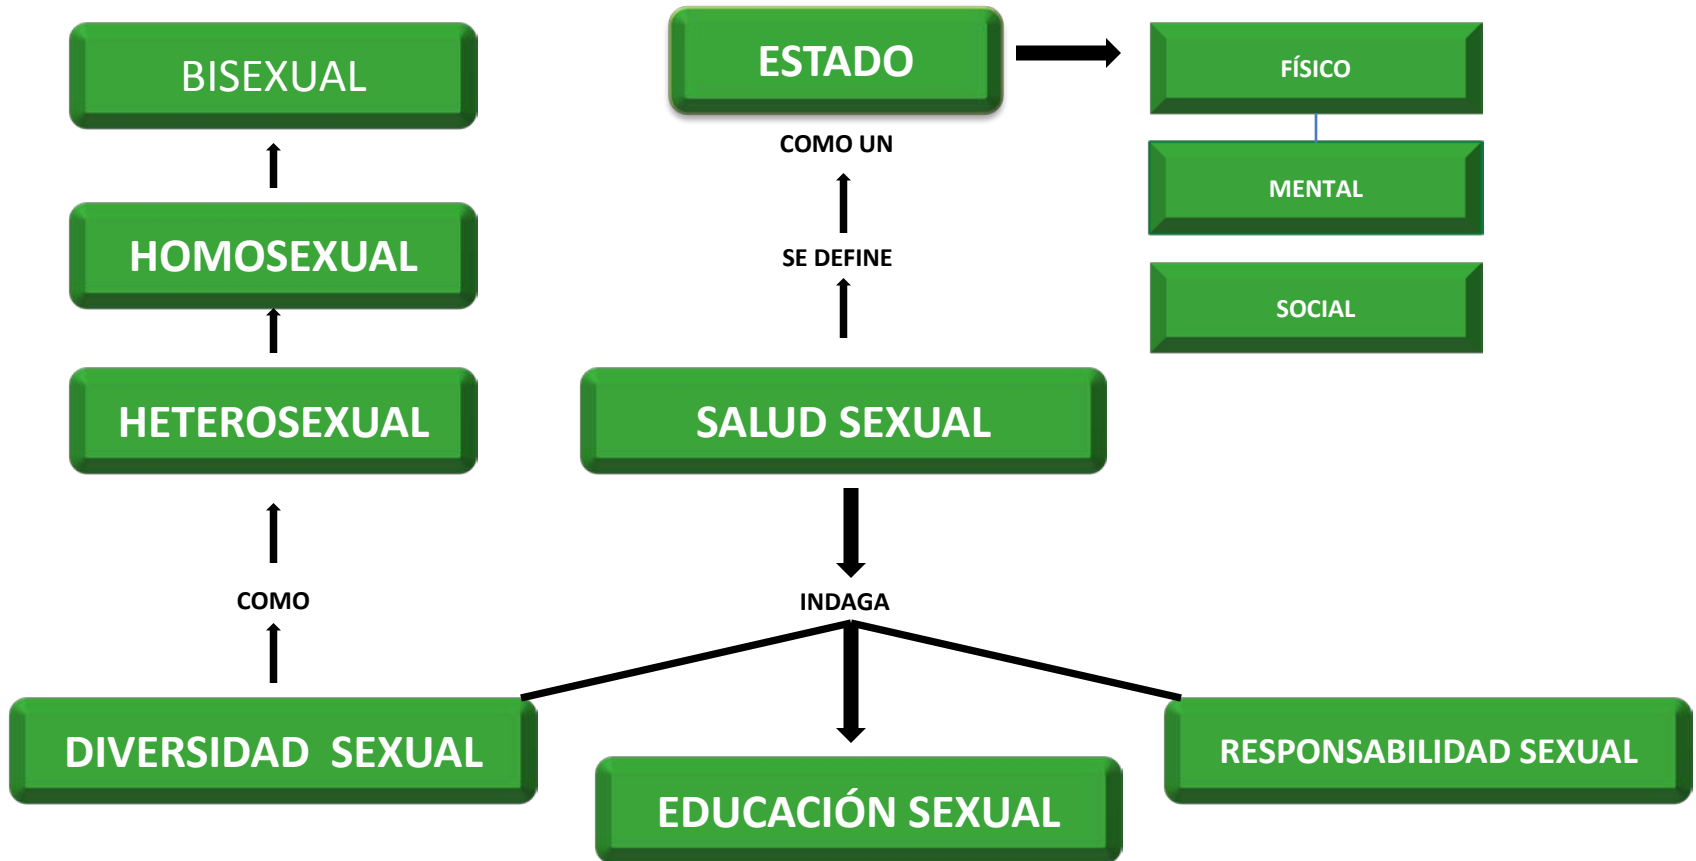 BISEXUAL
HOMOSEXUAL
HETEROSEXUAL
COMO
DIVERSIDAD  SEXUAL
ESTADO
COMO UN
SE DEFINE
SALUD SEXUAL
INDAGA
EDUCACIÓN SEXUAL
FÍSICO
MENTAL
SOCIAL
RESPONSABILIDAD SEXUAL